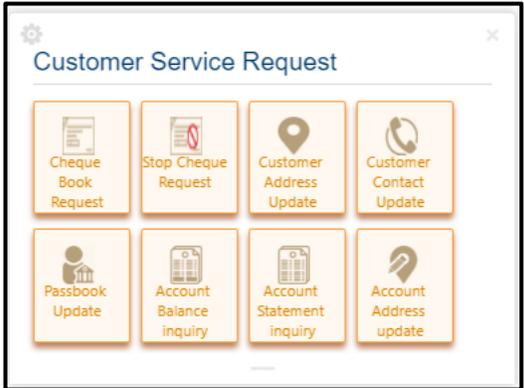 Customer Service Request
Cheque
Book
Request
Stop Cheque
Request
Customer
Address
Update
Customer
Contact
Update
Passbook
Update
Account
Balance
inquiry
Account
Statement
inquiry
Account
Address
update